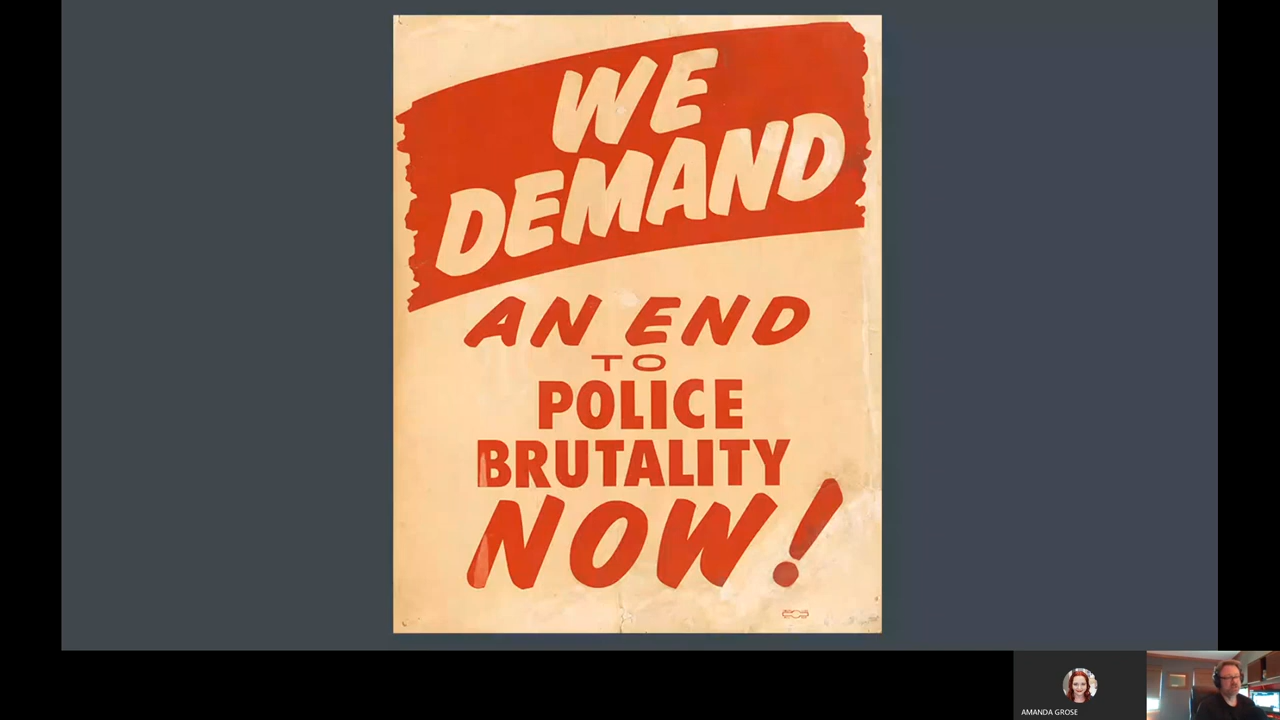 WE
DEMAND
AN END
TO
POLICE
BRUTALITY
NOW!
AMANDA GROSE